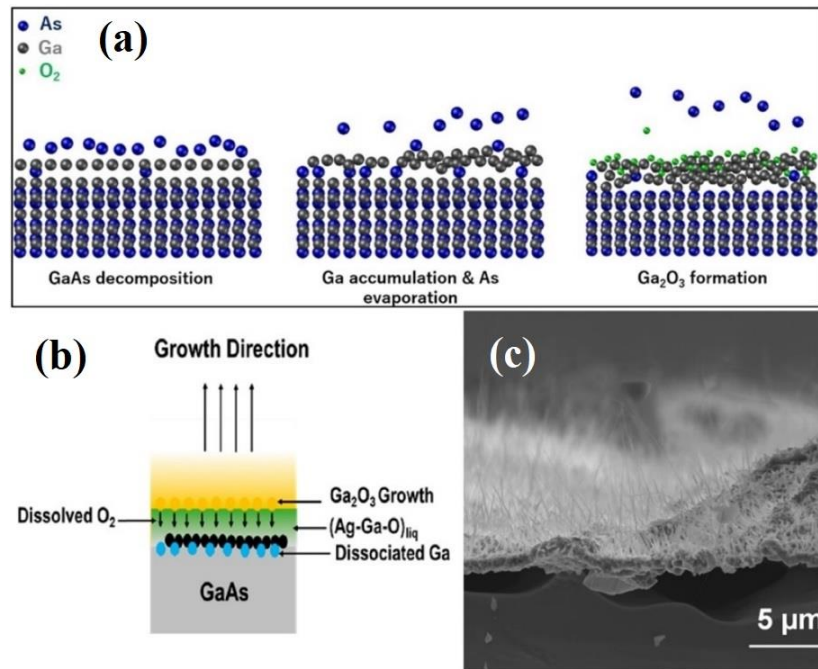 As
Ga
O2
(a)
GaAs decomposition
Ga accumulation & As
evaporation
Ga2O3 formation
(b)
Growth Direction
Dissolved O2
Ga2O3 Growth
(Ag-Ga-O)liq
Dissociated Ga
GaAs
(c)
5 μm